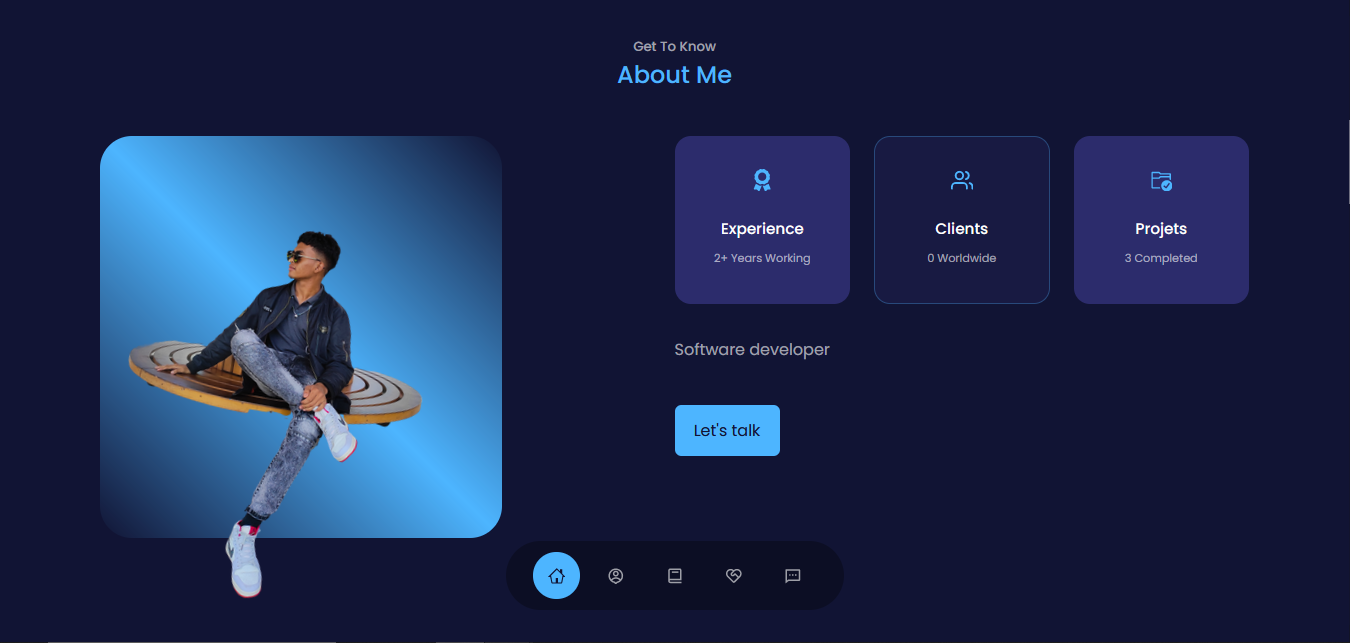 Get To Know
About Me
Experience
2+ Years Working
Clients
0 Worldwide
Projets
3 Completed
Software developer
Let's talk